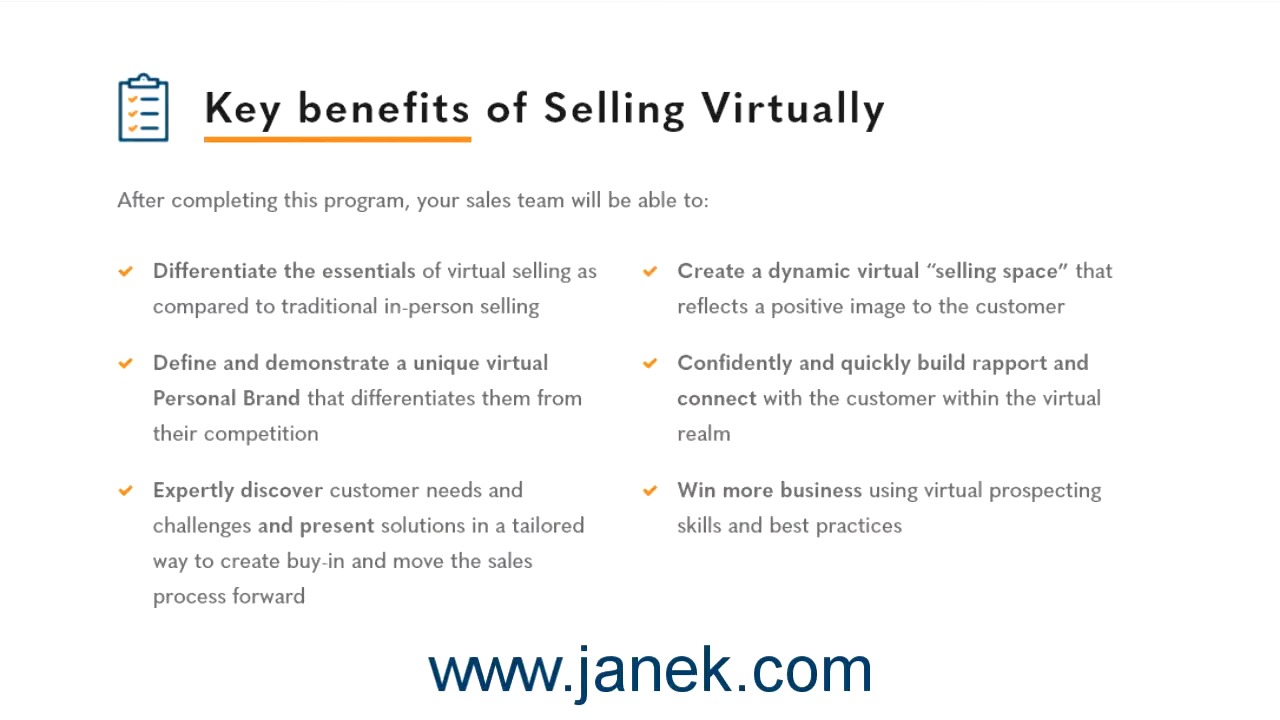 Key benefits of Selling Virtually
After completing this program, your sales team will be able to:
Differentiate the essentials of virtual selling as
compared to traditional in-person selling
Define and demonstrate a unique virtual
Personal Brand that differentiates them from
their competition
Expertly discover customer needs and
challenges and present solutions in a tailored
way to create buy-in and move the sales
process forward
Create a dynamic virtual “selling space” that
reflects a positive image to the customer
Confidently and quickly build rapport and
connect with the customer within the virtual
realm
Win more business using virtual prospecting
skills and best practices
www.janek.com